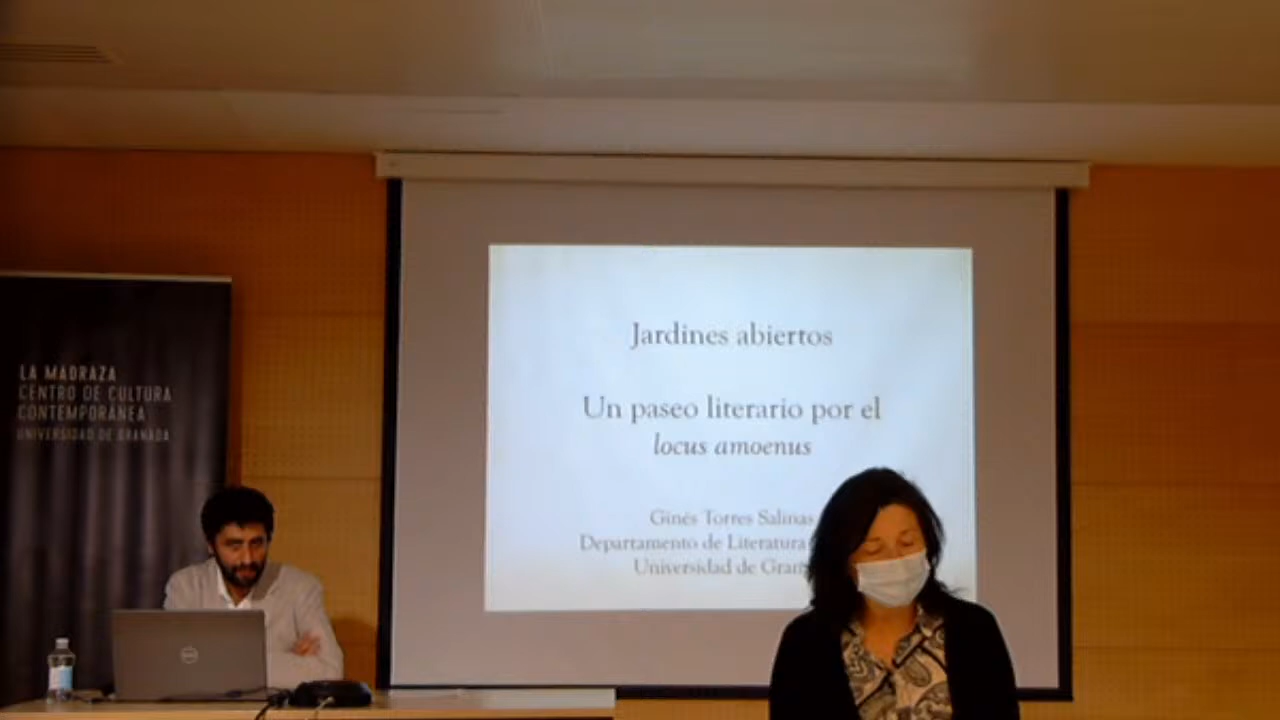 LA MADRAZA
CENTRO DE CULTURA
CONTEMPORÁNEA
UNIVERSIDAD DE GRANADA
Jardines abiertos
Un paseo literario por el
locus amoenus
Ginés Torres Salinas
Departamento de Literatura
Universidad de